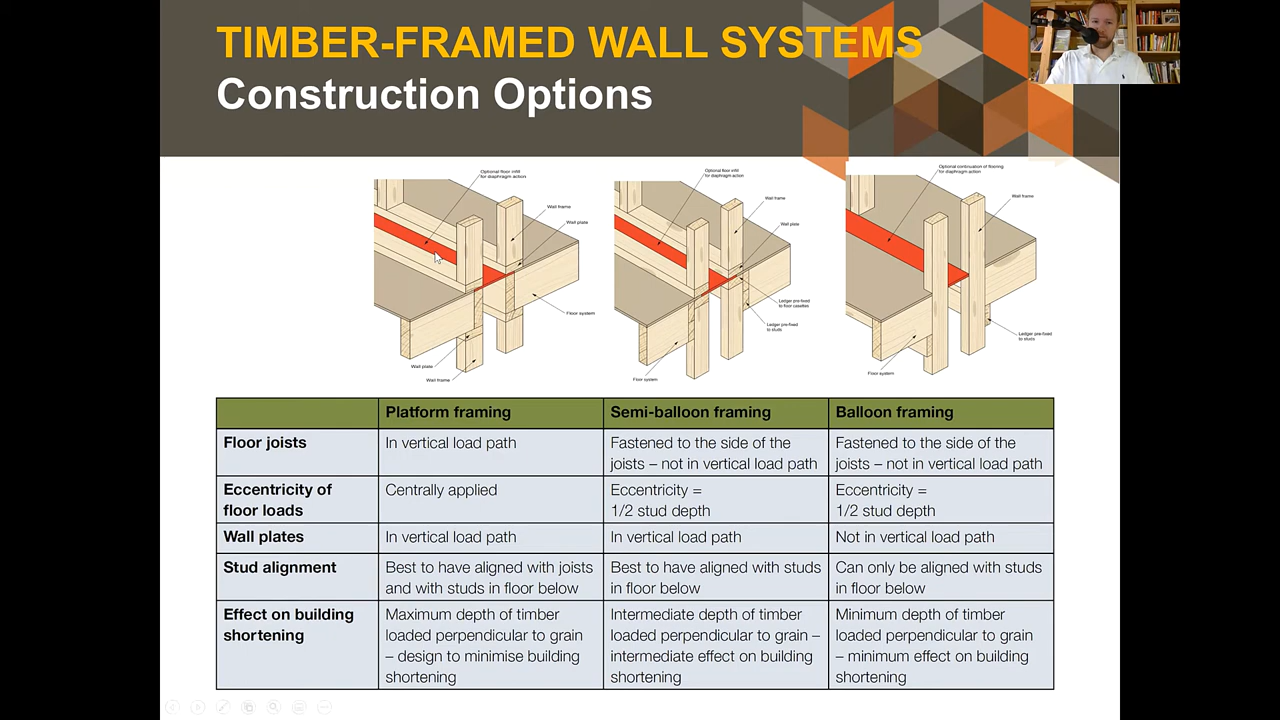 TIMBER-FRAMED WALL SYSTEMS
Construction Options
Optional floor infill
for diaphragm action
Wall frame
Wall plate
Floor system
Wall plate
Wall frame
Optional floor infill
for diaphragm action
Wall frame
Wall plate
Ledger pre-fixed
to floor cassettes
Ledger pre-fixed
to studs
Floor system
Optional continuation of flooring
for diaphragm action
Wall frame
Ledger pre-fixed
to studs
Floor system
Platform framing
Semi-balloon framing
Balloon framing
Floor joists
In vertical load path
Fastened to the side of the
joists – not in vertical load path
Fastened to the side of the
joists – not in vertical load path
Eccentricity of
floor loads
Centrally applied
Eccentricity =
1/2 stud depth
Eccentricity =
1/2 stud depth
Wall plates
In vertical load path
In vertical load path
Not in vertical load path
Stud alignment
Best to have aligned with joists
and with studs in floor below
Best to have aligned with studs
in floor below
Can only be aligned with studs
in floor below
Effect on building
shortening
Maximum depth of timber
loaded perpendicular to grain
– design to minimise building
shortening
Intermediate depth of timber
loaded perpendicular to grain –
intermediate effect on building
shortening
Minimum depth of timber
loaded perpendicular to grain
– minimum effect on building
shortening